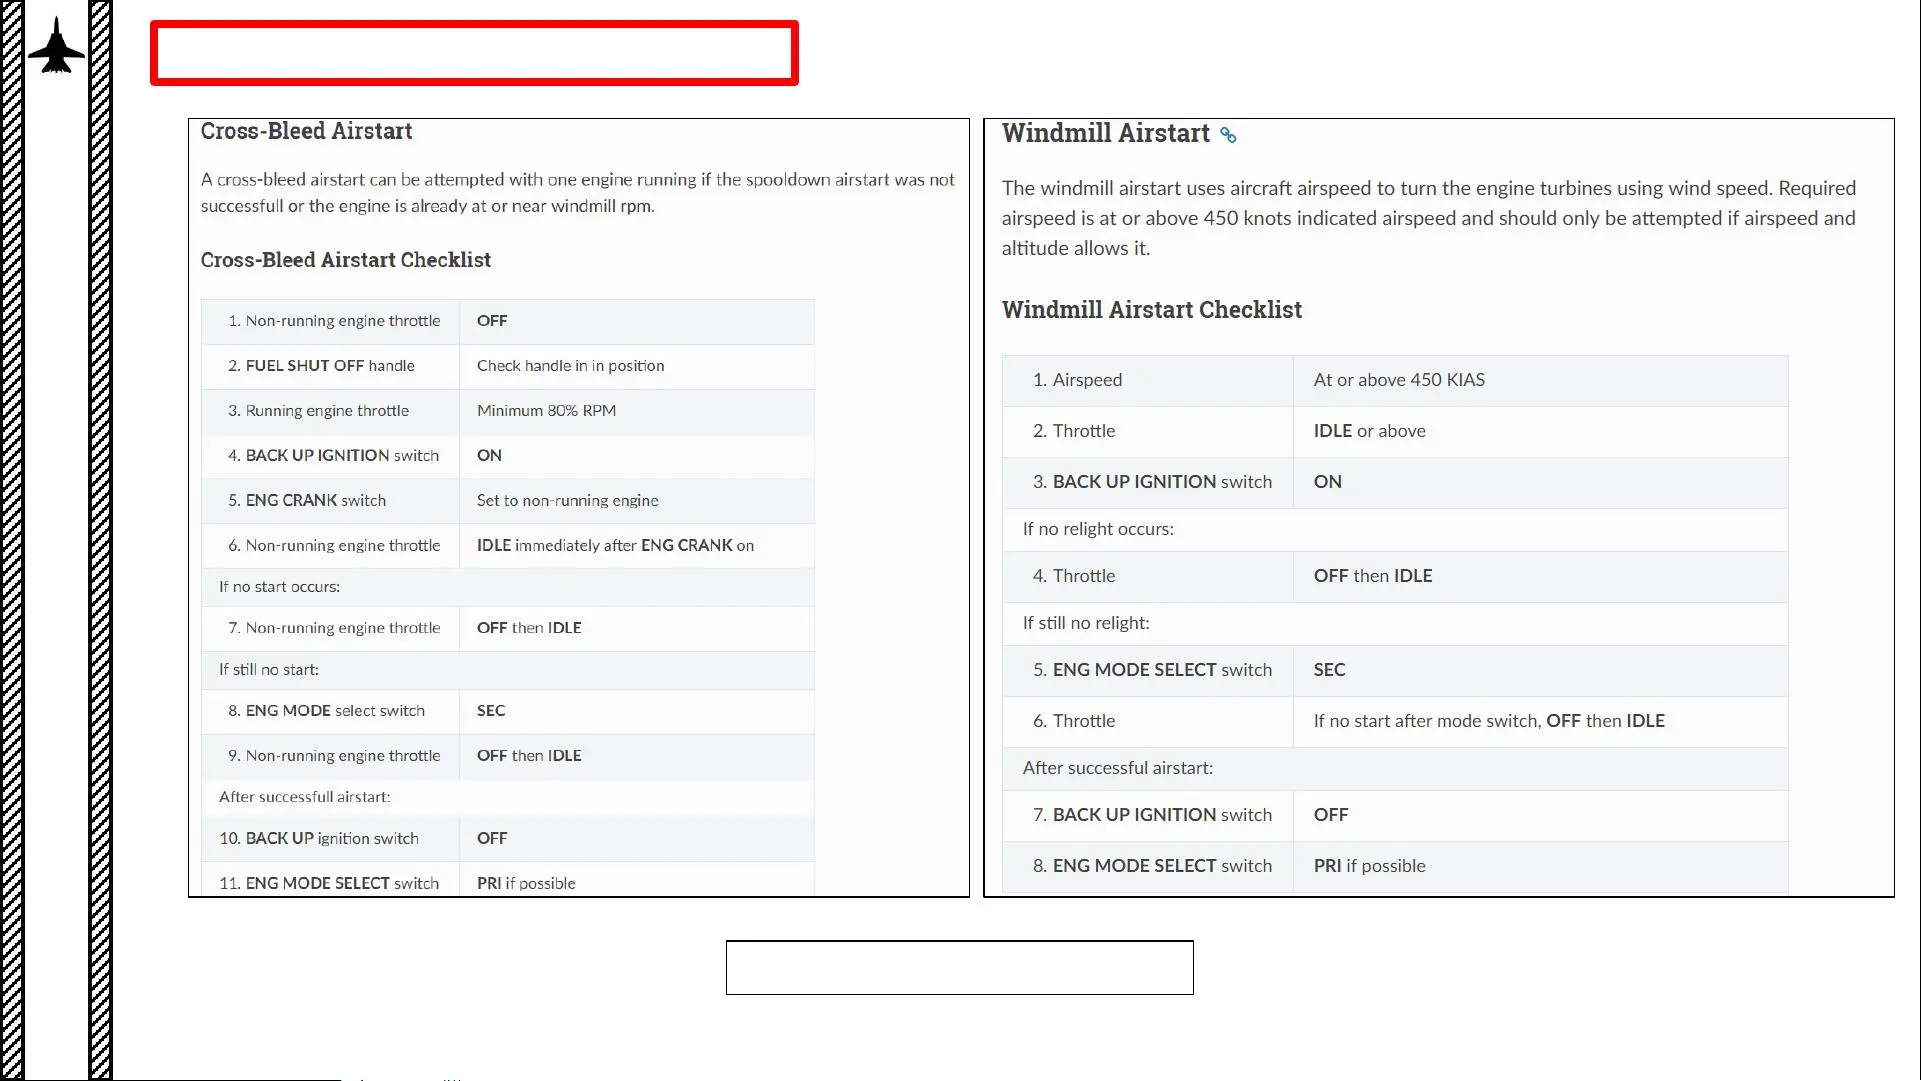 Cross-Bleed Airstart
A cross-bleed airstart can be attempted with one engine running if the spooldown airstart was not
successfull or the engine is already at or near windmill rpm.
Cross-Bleed Airstart Checklist
1. Non-running engine throttle OFF
2. FUEL SHUT OFF handle Check handle in in position
3. Running engine throttle Minimum 80% RPM
4. BACK UP IGNITION switch ON
5. ENG CRANK switch Set to non-running engine
6. Non-running engine throttle IDLE immediately after ENG CRANK on
If no start occurs:
7. Non-running engine throttle OFF then IDLE
If still no start:
8. ENG MODE select switch SEC
9. Non-running engine throttle OFF then IDLE
After successfull airstart:
10. BACK UP ignition switch OFF
11. ENG MODE SELECT switch PRI if possible
Windmill Airstart
The windmill airstart uses aircraft airspeed to turn the engine turbines using wind speed. Required
airspeed is at or above 450 knots indicated airspeed and should only be attempted if airspeed and
altitude allows it.
Windmill Airstart Checklist
1. Airspeed At or above 450 KIAS
2. Throttle IDLE or above
3. BACK UP IGNITION switch ON
If no relight occurs:
4. Throttle OFF then IDLE
If still no relight:
5. ENG MODE SELECT switch SEC
6. Throttle If no start after mode switch, OFF then IDLE
After successful airstart:
7. BACK UP IGNITION switch OFF
8. ENG MODE SELECT switch PRI if possible